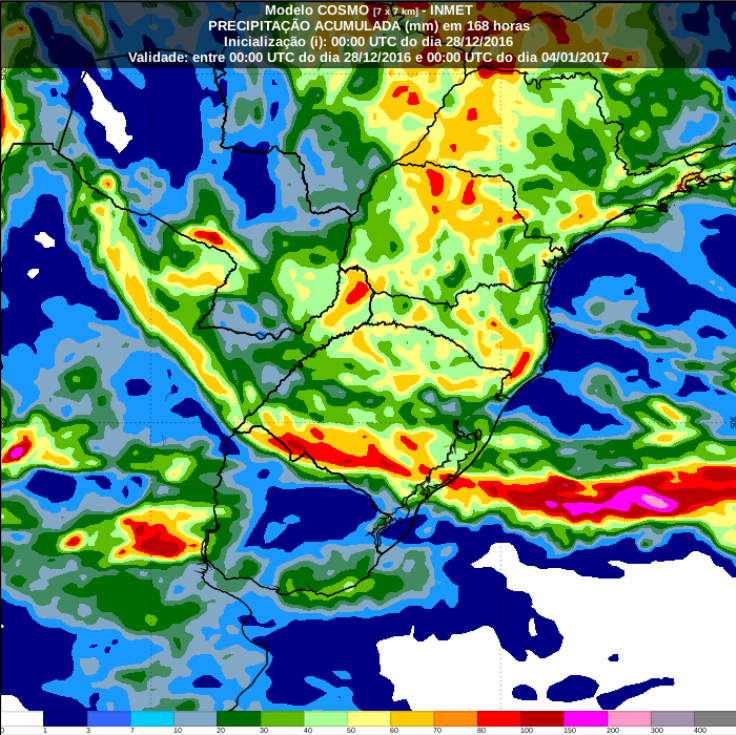 Modelo COSMO [7 x 7 km] - INMET
PRECIPITAÇÃO ACUMULADA (mm) em 168 horas
Inicialização (i): 00:00 UTC do dia 28/12/2016
Validade: entre 00:00 UTC do dia 28/12/2016 e 00:00 UTC do dia 04/01/2017
0 1 3 7 10 20 30 40 50 60 70 80 100 150 200 300 400